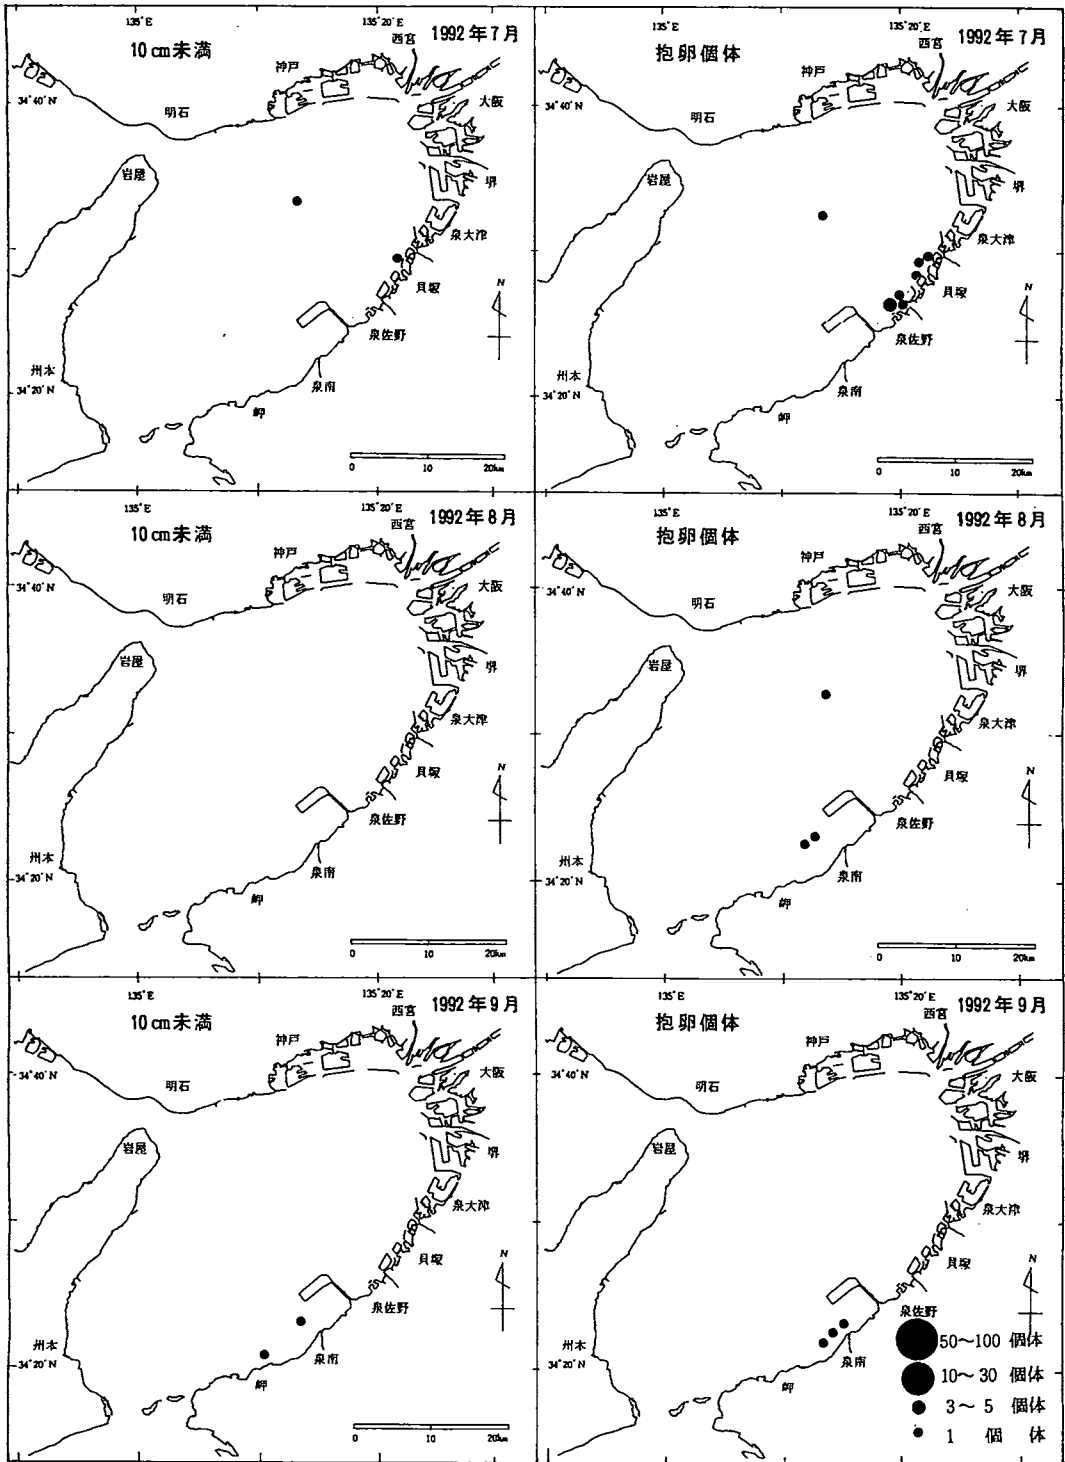 135°E
135°20′E
10cm未満
1992年7月
西宮
神戸
34°40′N
明石
大阪
岩屋
堺
泉大津
貝塚
N
泉佐野
州本
34°20′N
泉南
岬
0 10 20km
135°E
135°20′E
抱卵個体
1992年7月
西宮
神戸
34°40′N
明石
大阪
岩屋
堺
泉大津
貝塚
N
泉佐野
州本
34°20′N
泉南
岬
0 10 20km
135°E
135°20′E
10cm未満
1992年8月
西宮
神戸
34°40′N
明石
大阪
岩屋
堺
泉大津
貝塚
N
泉佐野
州本
34°20′N
泉南
岬
0 10 20km
135°E
135°20′E
抱卵個体
1992年8月
西宮
神戸
34°40′N
明石
大阪
岩屋
堺
泉大津
貝塚
N
泉佐野
州本
34°20′N
泉南
岬
0 10 20km
135°E
135°20′E
10cm未満
1992年9月
西宮
神戸
34°40′N
明石
大阪
岩屋
堺
泉大津
貝塚
N
泉佐野
州本
34°20′N
泉南
岬
0 10 20km
135°E
135°20′E
抱卵個体
1992年9月
西宮
神戸
34°40′N
明石
大阪
岩屋
堺
泉大津
貝塚
N
泉佐野
州本
34°20′N
泉南
岬
50～100 個体
10～30 個体
3～5 個体
1 個体